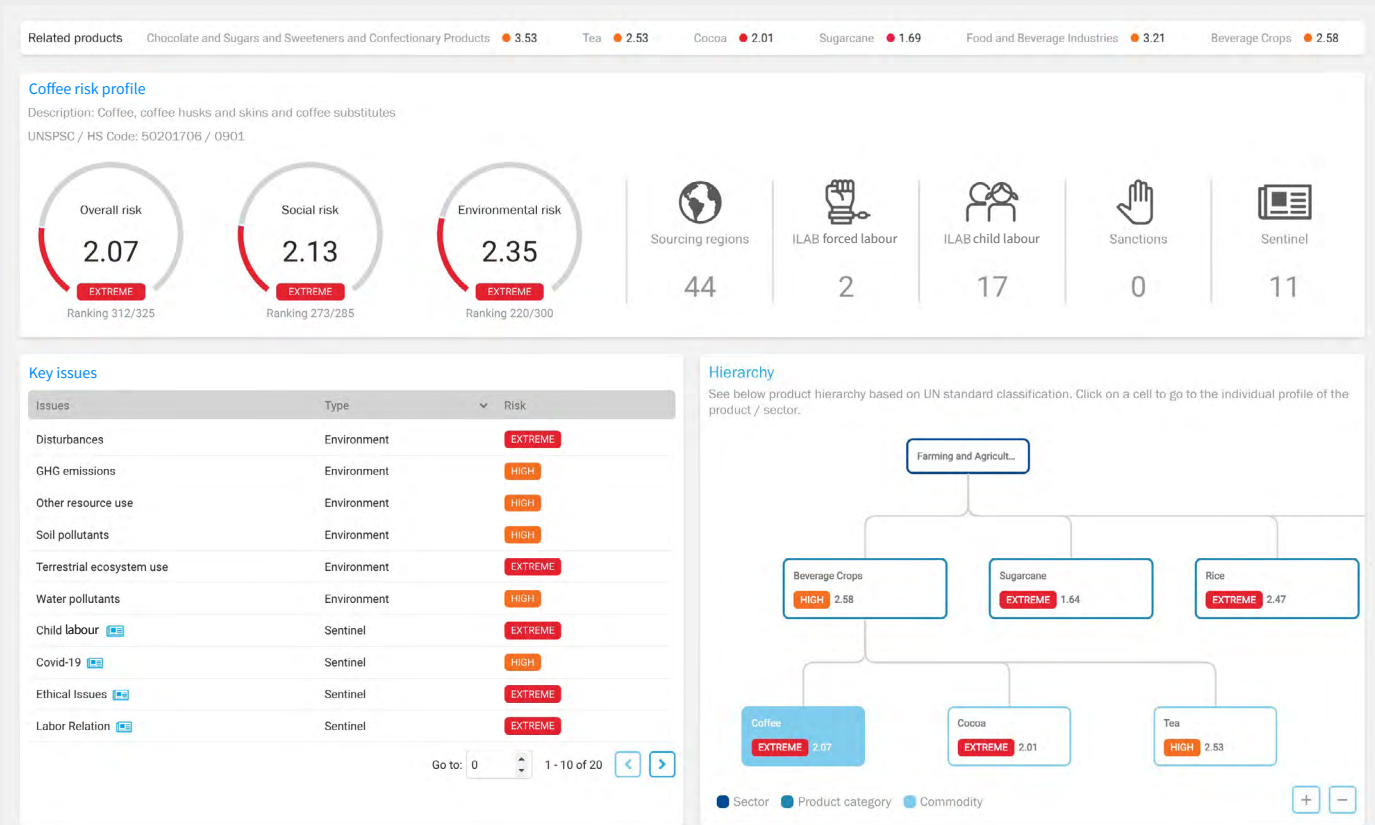 Related products Chocolate and Sugars and Sweeteners and Confectionary Products 3.53 Tea 2.53 Cocoa 2.01 Sugarcane 1.69 Food and Beverage Industries 3.21 Beverage Crops 2.58
Coffee risk profile
Description: Coffee, coffee husks and skins and coffee substitutes
UNSPSC / HS Code: 50201706 / 0901
Overall risk
2.07
EXTREME
Ranking 312/325
Social risk
2.13
EXTREME
Ranking 273/285
Environmental risk
2.35
EXTREME
Ranking 220/300
Sourcing regions
44
ILAB forced labour
2
ILAB child labour
17
Sanctions
0
Sentinel
11
Key issues
Issues Type Risk
Disturbances Environment EXTREME
GHG emissions Environment HIGH
Other resource use Environment HIGH
Soil pollutants Environment HIGH
Terrestrial ecosystem use Environment EXTREME
Water pollutants Environment HIGH
Child labour Sentinel EXTREME
Covid-19 Sentinel HIGH
Ethical Issues Sentinel EXTREME
Labor Relation Sentinel EXTREME
Go to: 0 1 - 10 of 20 < >
Hierarchy
See below product hierarchy based on UN standard classification. Click on a cell to go to the individual profile of the
product / sector.
Farming and Agricult...
Beverage Crops
HIGH 2.58
Sugarcane
EXTREME 1.64
Rice
EXTREME 2.47
Coffee
EXTREME 2.07
Cocoa
EXTREME 2.01
Tea
HIGH 2.53
Sector Product category Commodity
+ −